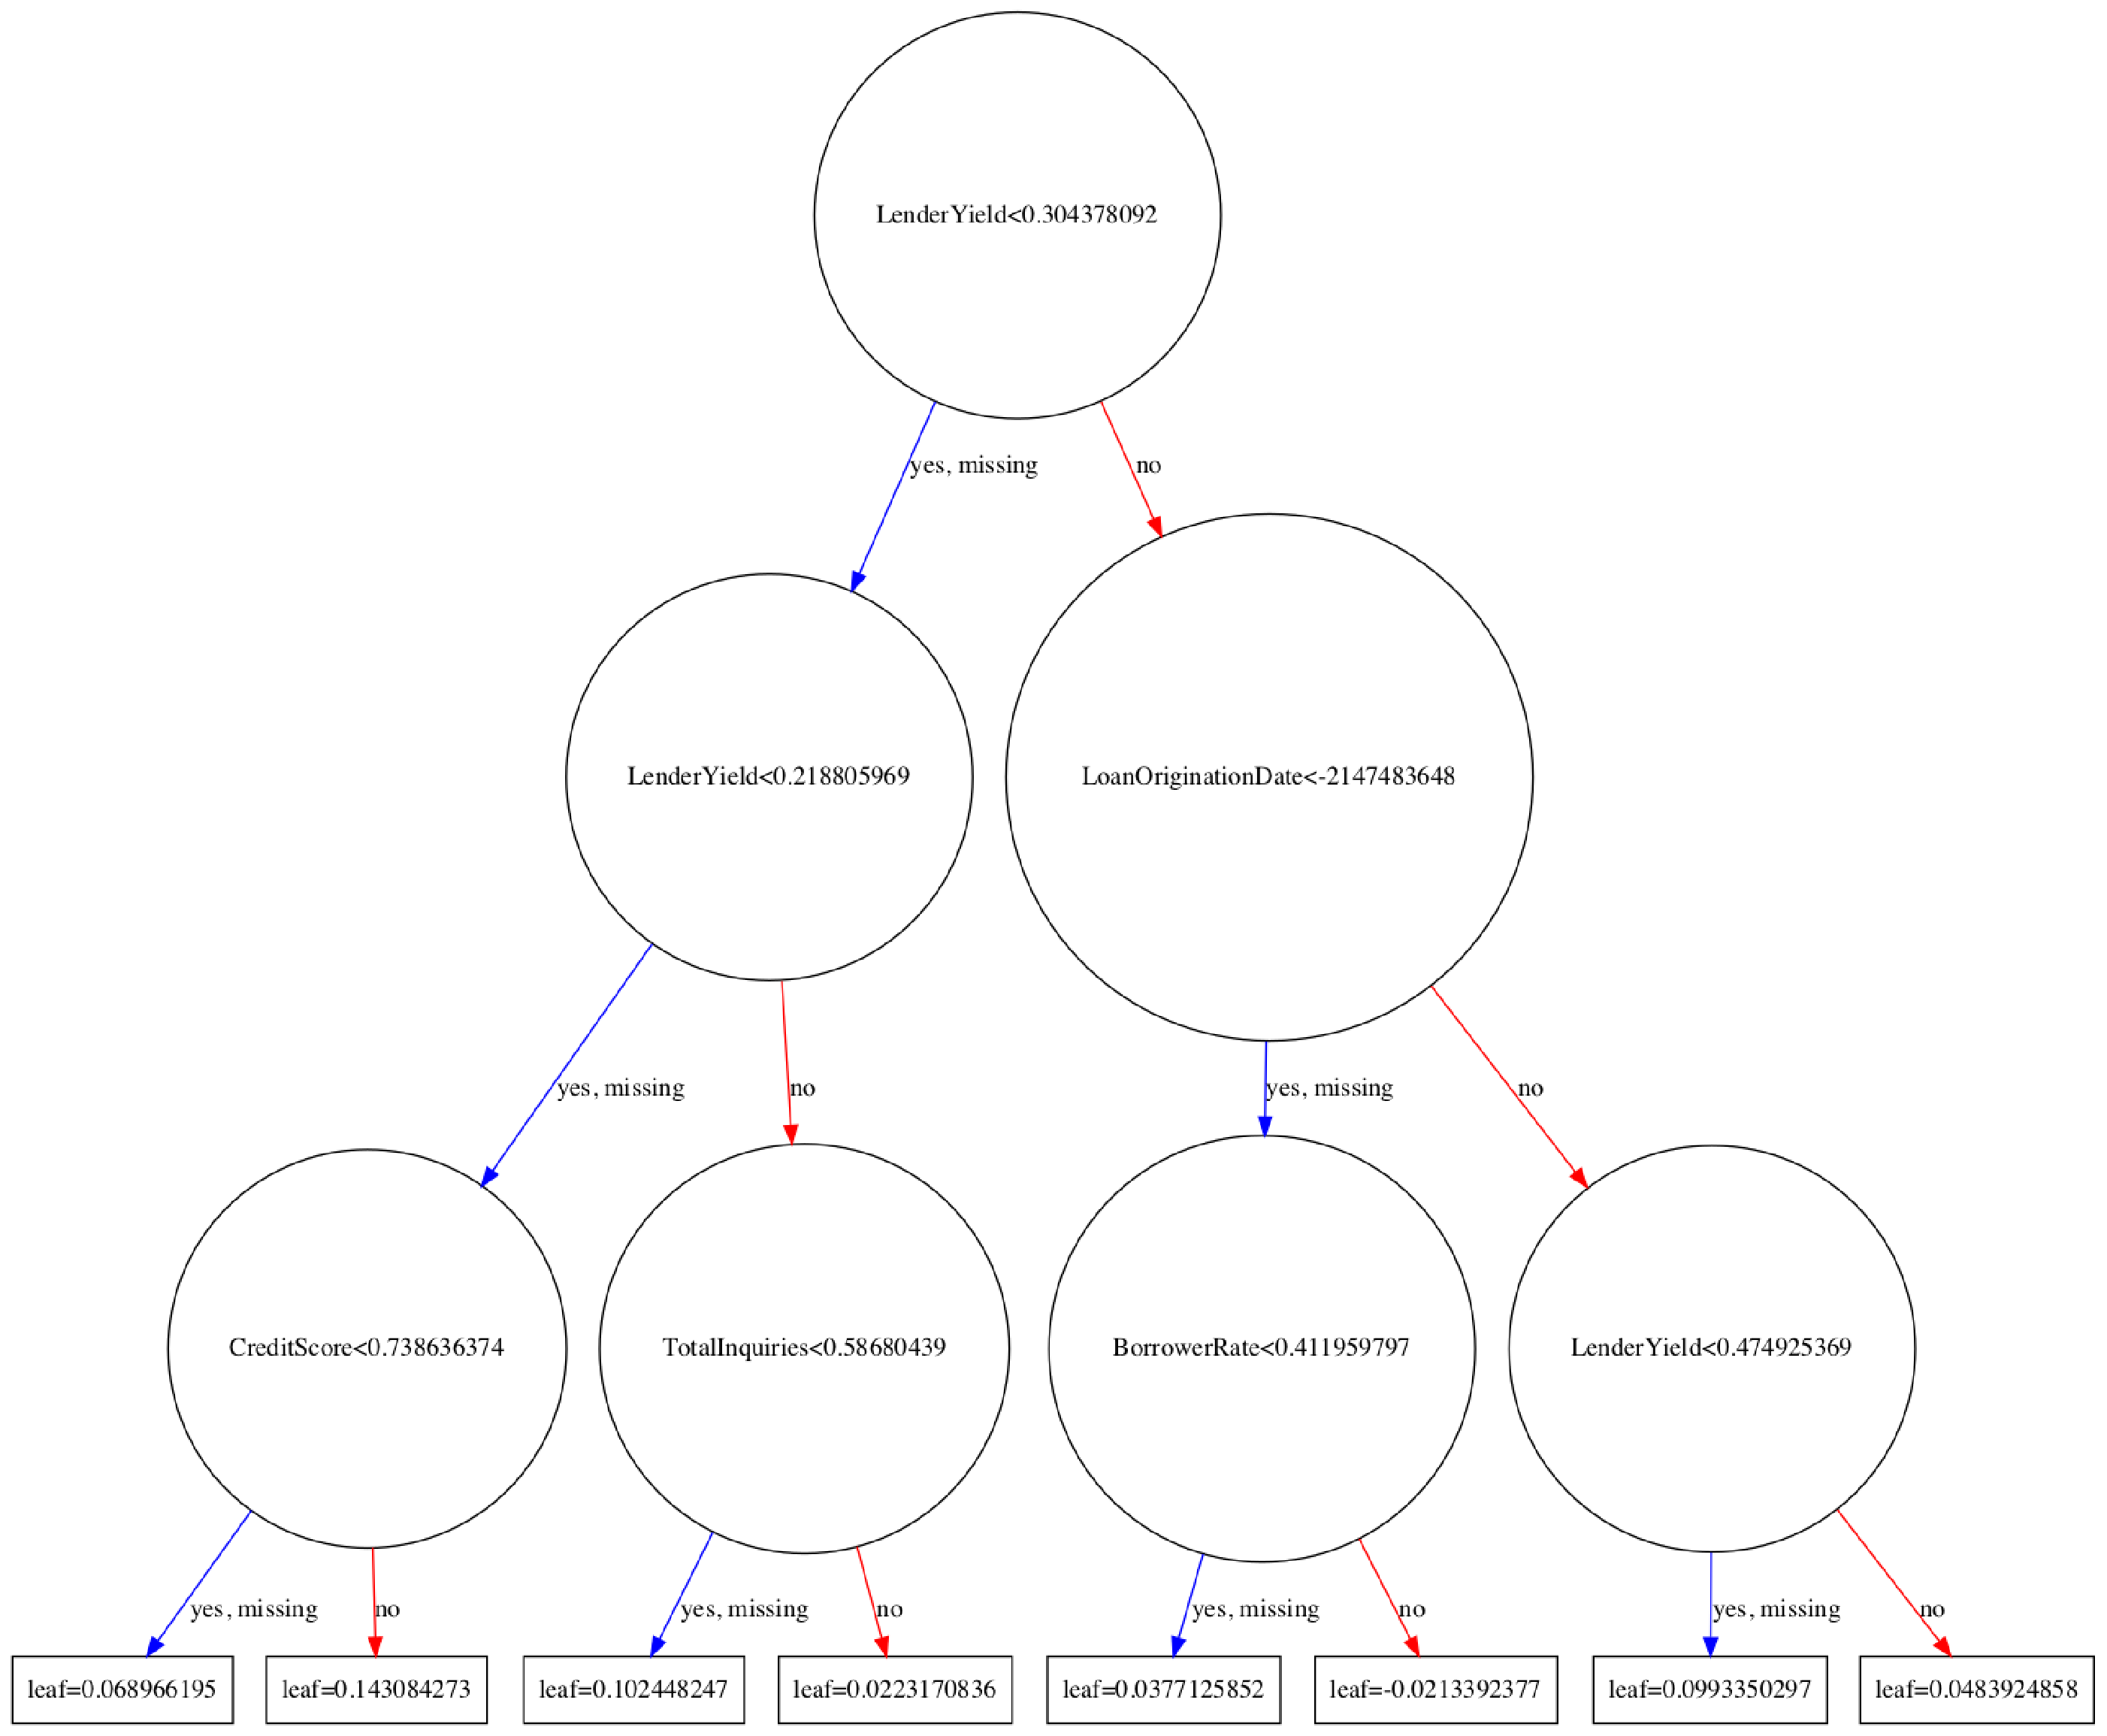 LenderYield<0.304378092
yes, missing
no
LenderYield<0.218805969
LoanOriginationDate<-2147483648
yes, missing
no
yes, missing
no
CreditScore<0.738636374
TotalInquiries<0.58680439
BorrowerRate<0.411959797
LenderYield<0.474925369
yes, missing
no
yes, missing
no
yes, missing
no
yes, missing
no
leaf=0.068966195
leaf=0.143084273
leaf=0.102448247
leaf=0.0223170836
leaf=0.0377125852
leaf=-0.0213392377
leaf=0.0993350297
leaf=0.0483924858